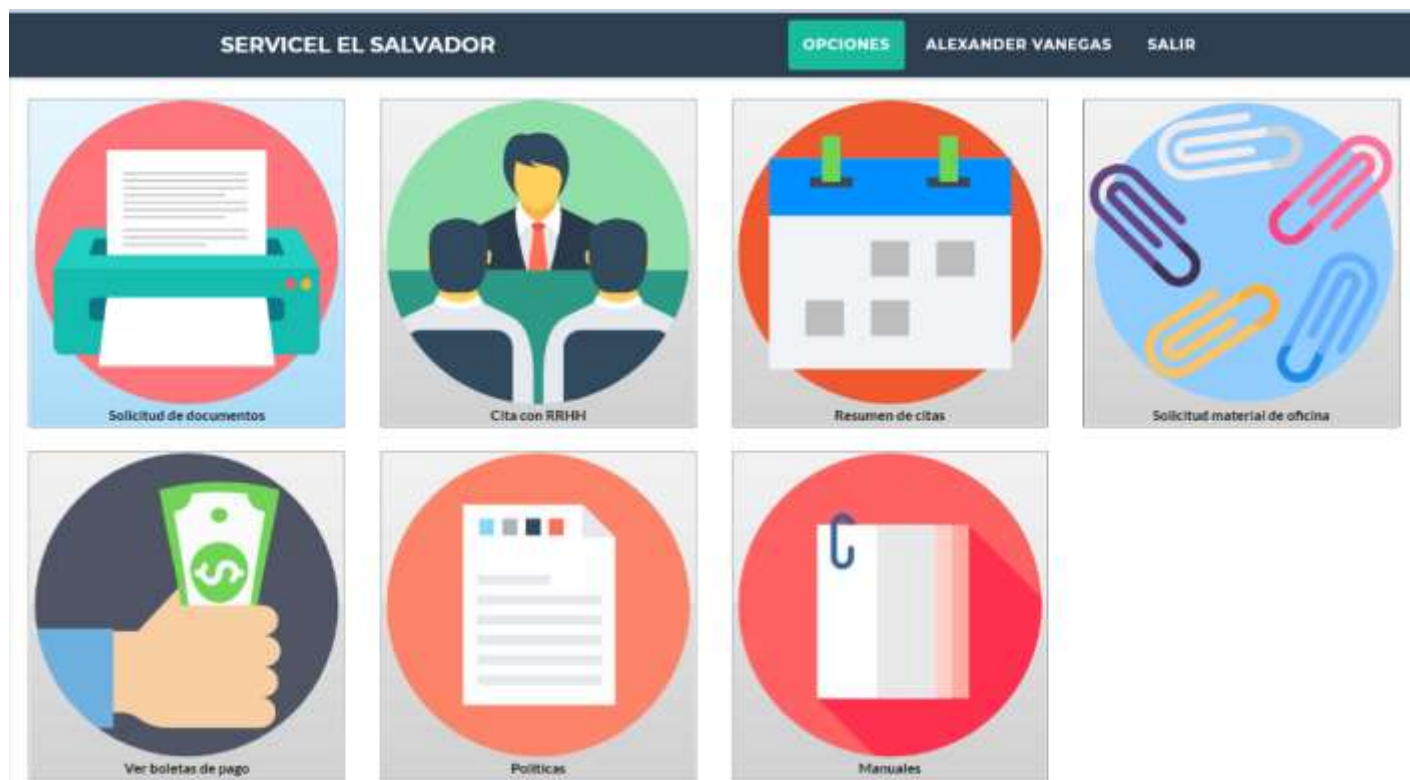 SERVICEL EL SALVADOR
OPCIONES
ALEXANDER VANEGAS
SALIR
Solicitud de documentos
Cita con RRHH
Resumen de citas
Solicitud material de oficina
Ver boletas de pago
Políticas
Manuales